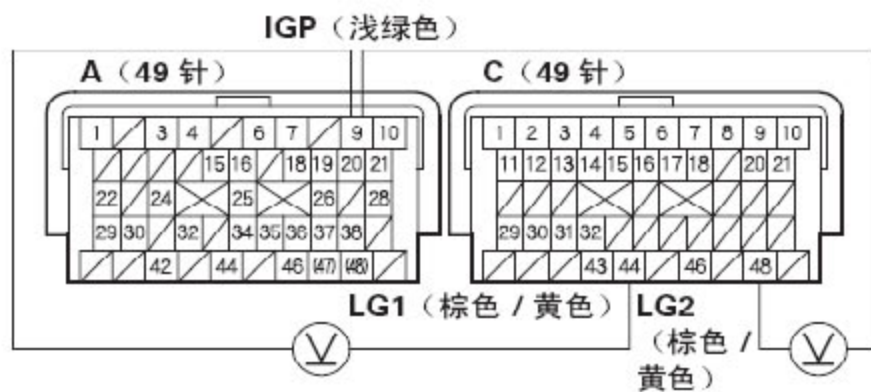 IGP（浅绿色）
A（49 针） C（49 针）
1 3 4 6 7 9 10 1 2 3 4 5 6 7 8 9 10
15 16 18 19 20 21 11 12 13 14 15 16 17 18 20 21
22 24 25 26 28
29 30 32 34 35 36 37 38 29 30 31 32
42 44 46 (47) (48) 43 44 46 48
LG1（棕色 / 黄色） LG2
（棕色 /
黄色）
V V